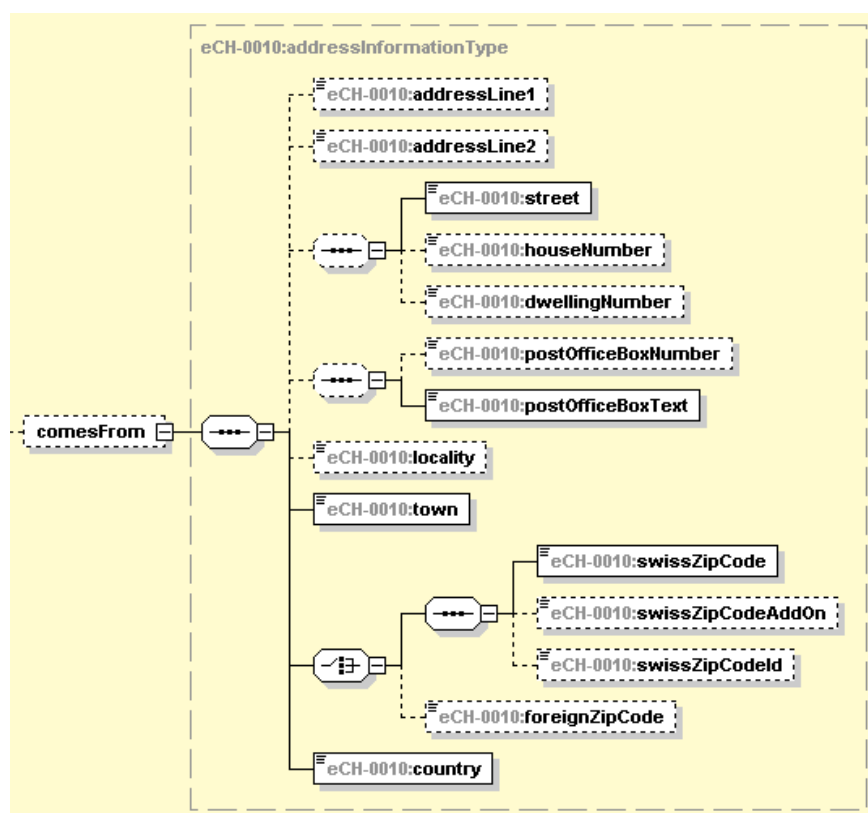 eCH-0010:addressInformationType
eCH-0010:addressLine1
eCH-0010:addressLine2
eCH-0010:street
eCH-0010:houseNumber
eCH-0010:dwellingNumber
eCH-0010:postOfficeBoxNumber
eCH-0010:postOfficeBoxText
comesFrom
eCH-0010:locality
eCH-0010:town
eCH-0010:swissZipCode
eCH-0010:swissZipCodeAddOn
eCH-0010:swissZipCodeId
eCH-0010:foreignZipCode
eCH-0010:country